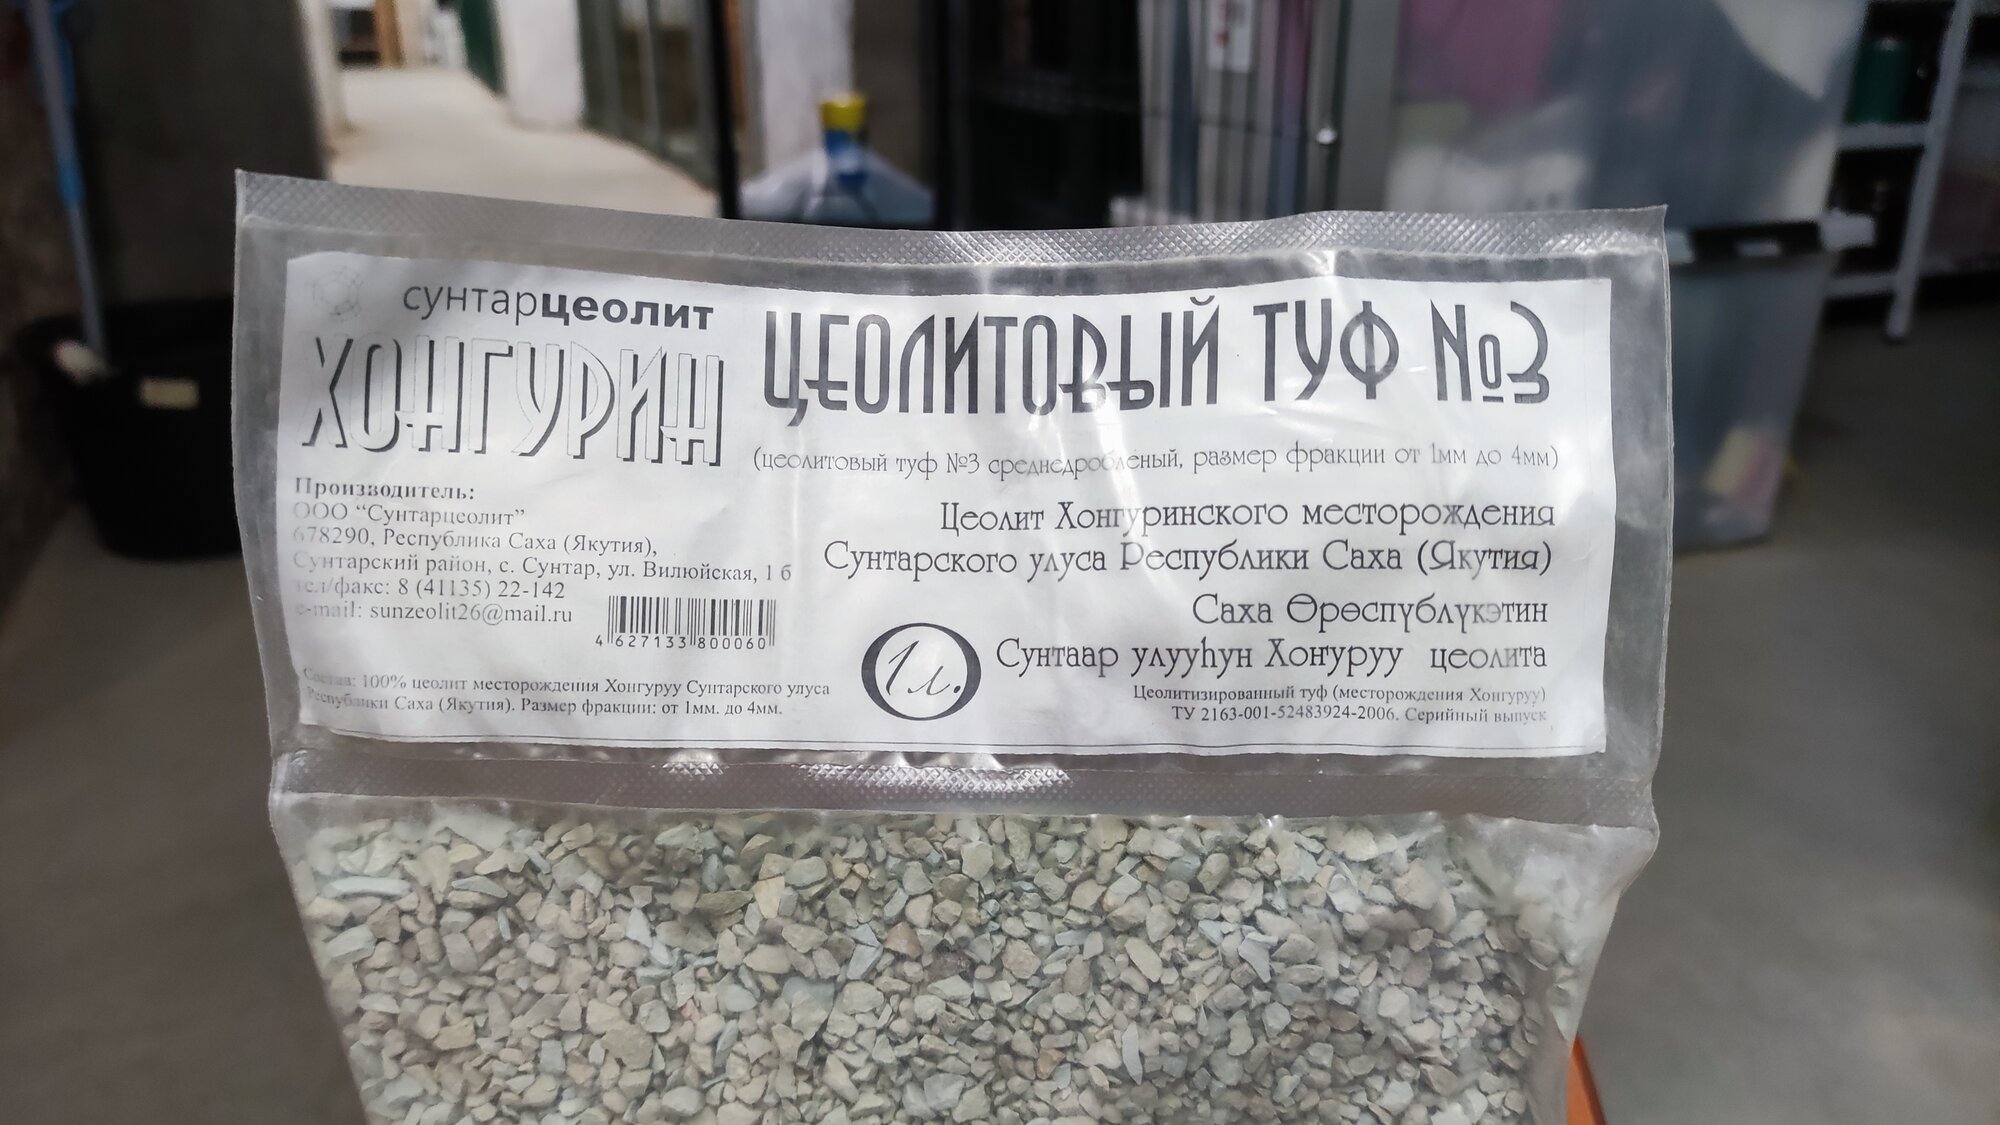 сунтарцеолит
ХОНГУРИН
Производитель:
ООО “Сунтарцеолит”
678290, Республика Саха (Якутия),
Сунтарский район, с. Сунтар, ул. Вилюйская, 1 б
тел/факс: 8 (41135) 22-142
e-mail: sunzeolit26@mail.ru
4 627133 800060
Состав: 100% цеолит месторождения Хонгуруу Сунтарского улуса
Республики Саха (Якутия). Размер фракции: от 1мм. до 4мм.
ЦЕОЛИТОВЫЙ ТУФ №3
(цеолитовый туф №3 среднедробленый, размер фракции от 1мм до 4мм)
Цеолит Хонгуринского месторождения
Сунтарского улуса Республики Саха (Якутия)
Саха Өрөспүблүкэтин
Сунтаар улууһун Хоҥуруу цеолита
1л.
Цеолитизированный туф (месторождения Хонгуруу)
ТУ 2163-001-52483924-2006. Серийный выпуск